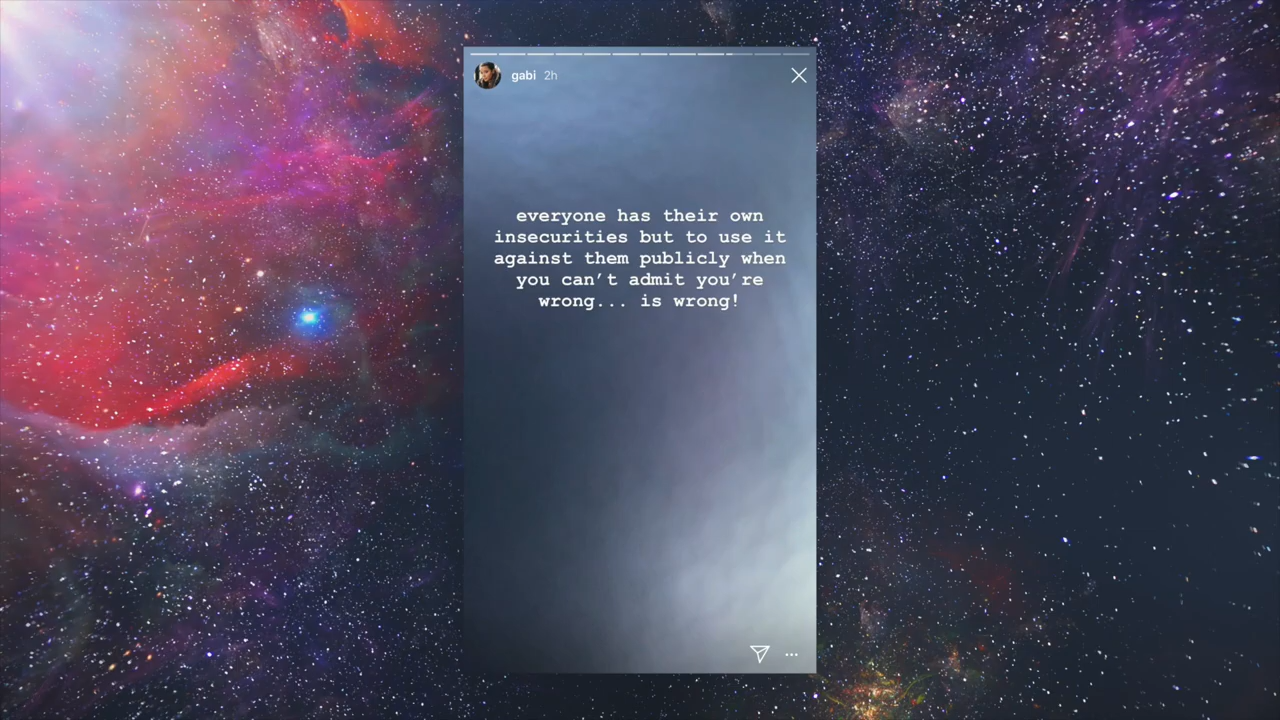 gabi 2h
everyone has their own
insecurities but to use it
against them publicly when
you can’t admit you’re
wrong... is wrong!